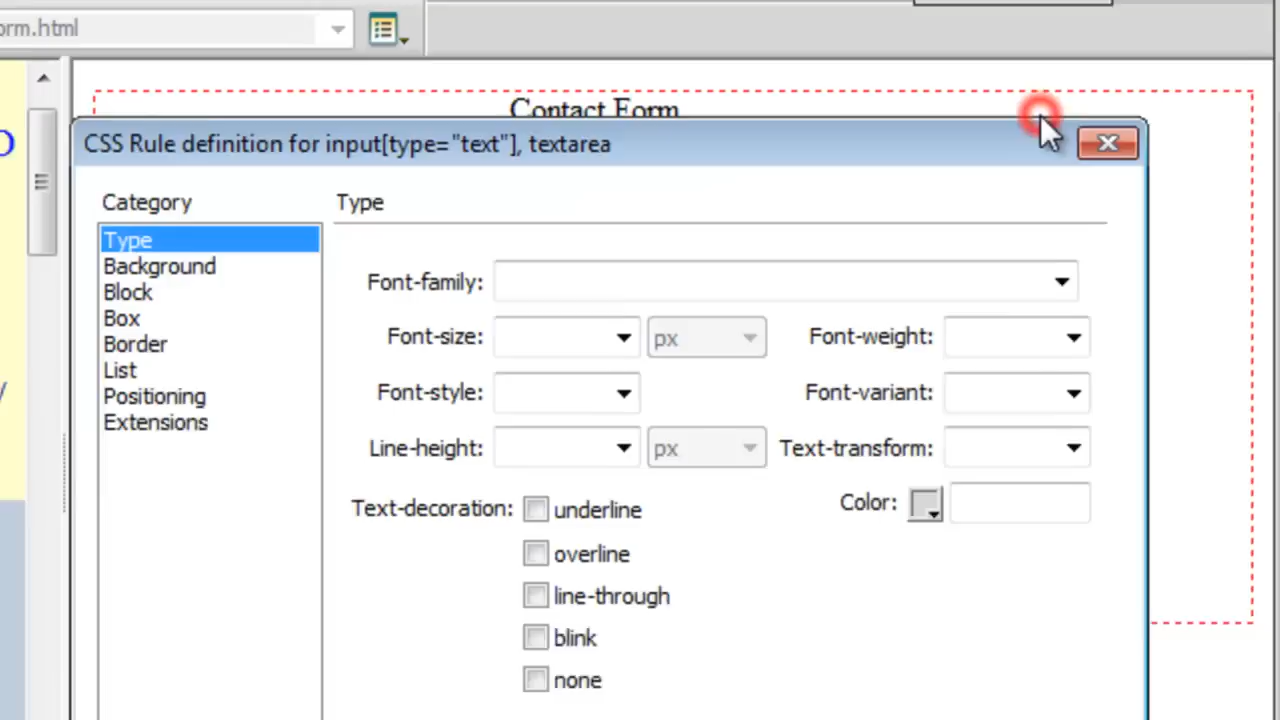 orm.html
Contact Form
CSS Rule definition for input[type="text"], textarea
Category
Type
Type
Background
Block
Box
Border
List
Positioning
Extensions
Font-family:
Font-size: px Font-weight:
Font-style: Font-variant:
Line-height: px Text-transform:
Text-decoration: underline Color:
overline
line-through
blink
none